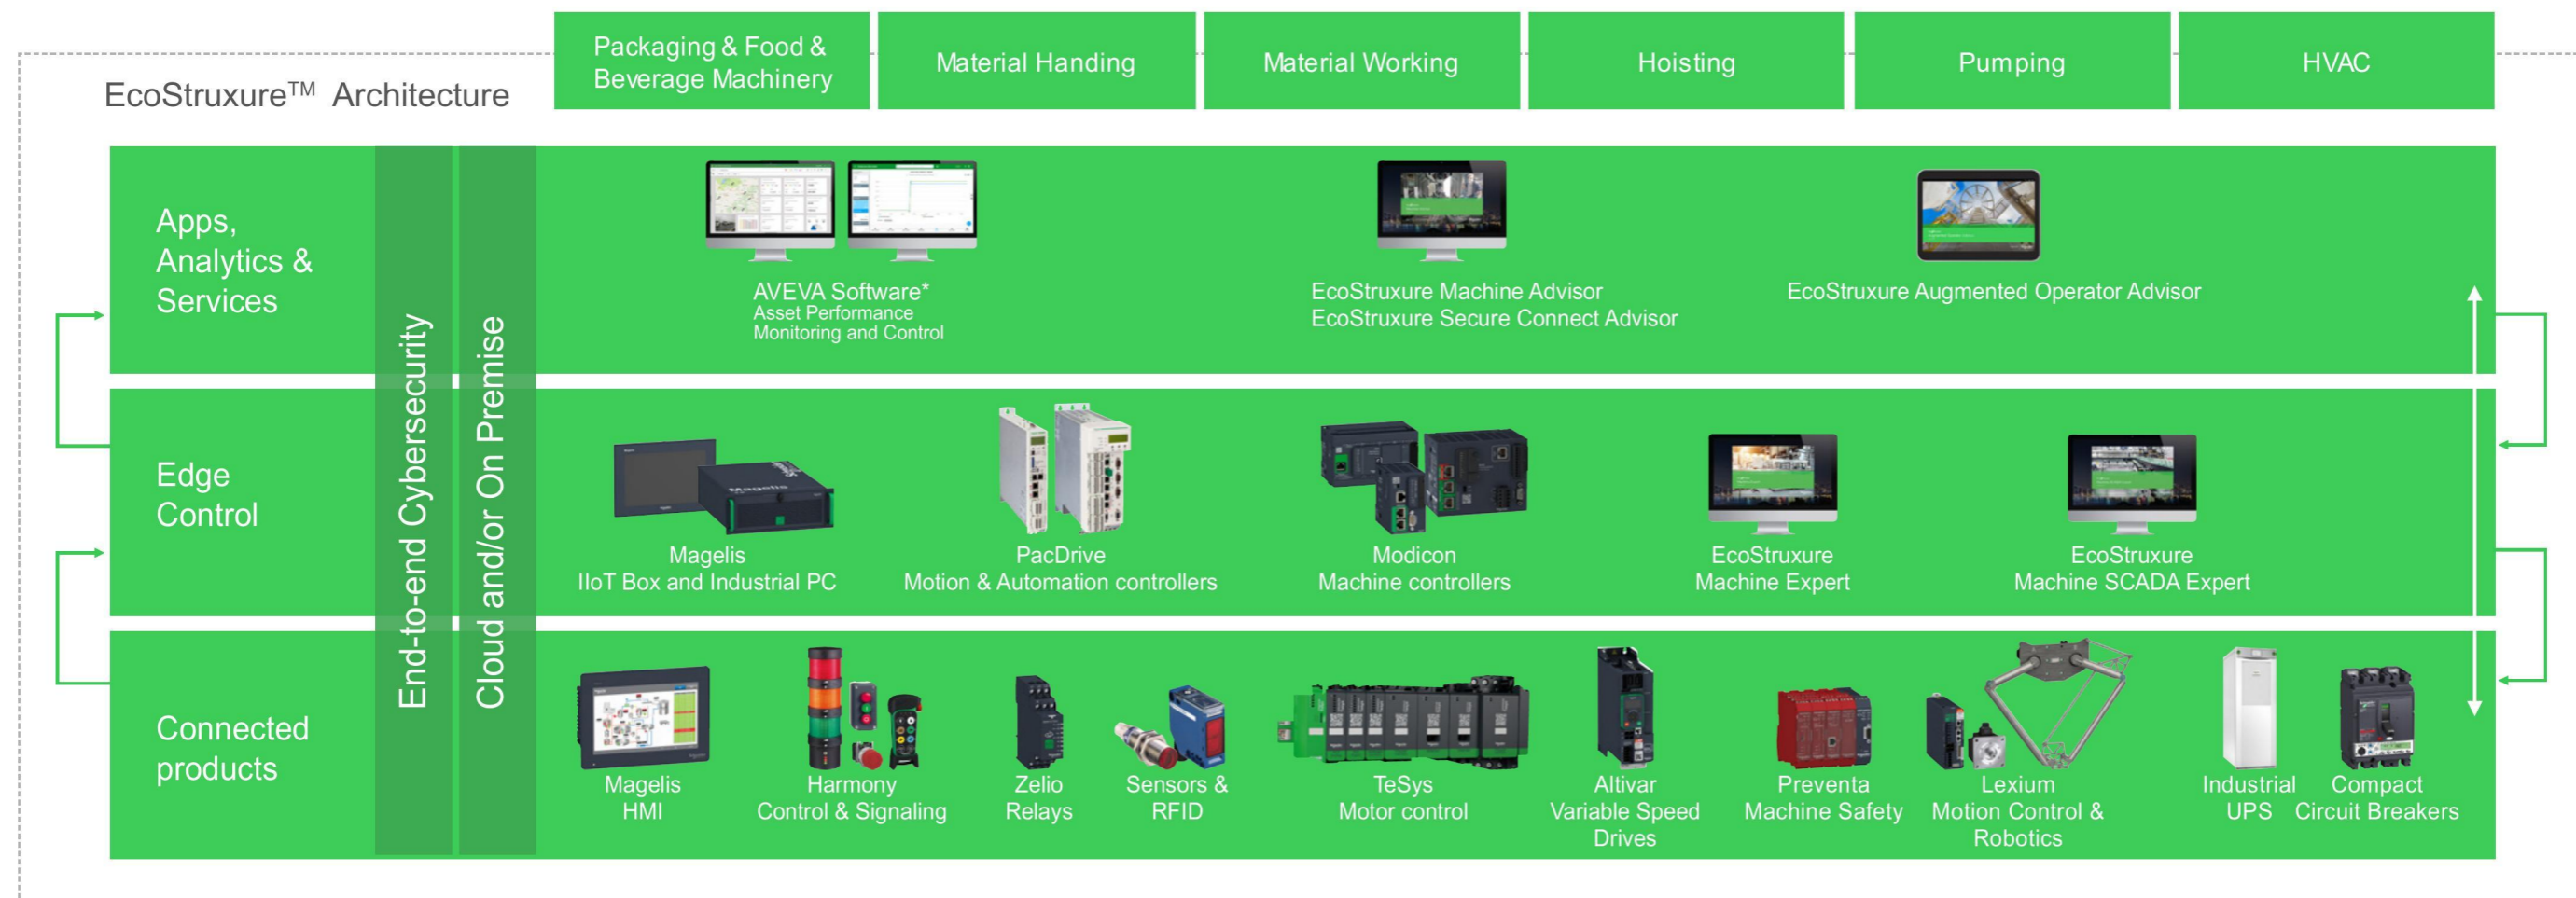 Packaging & Food &
Beverage Machinery
Material Handing
Material Working
Hoisting
Pumping
HVAC
EcoStruxure™ Architecture
Apps,
Analytics &
Services
End-to-end Cybersecurity
Cloud and/or On Premise
AVEVA Software*
Asset Performance
Monitoring and Control
EcoStruxure Machine Advisor
EcoStruxure Secure Connect Advisor
EcoStruxure Augmented Operator Advisor
Edge
Control
Magelis
Magelis
IIoT Box and Industrial PC
PacDrive
Motion & Automation controllers
Modicon
Machine controllers
EcoStruxure
Machine Expert
EcoStruxure
Machine SCADA Expert
Connected
products
Magelis
HMI
Harmony
Control & Signaling
Zelio
Relays
Sensors &
RFID
TeSys
Motor control
Altivar
Variable Speed
Drives
Preventa
Machine Safety
Lexium
Motion Control &
Robotics
Industrial
UPS
Compact
Circuit Breakers